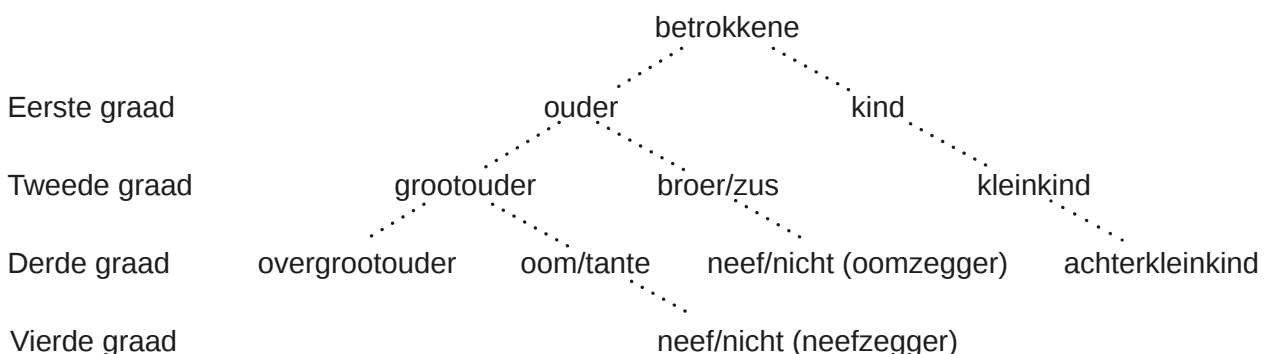 betrokkene
Eerste graad ouder kind
Tweede graad grootouder broer/zus kleinkind
Derde graad overgrootouder oom/tante neef/nicht (oomzegger) achterkleinkind
Vierde graad neef/nicht (neefzegger)